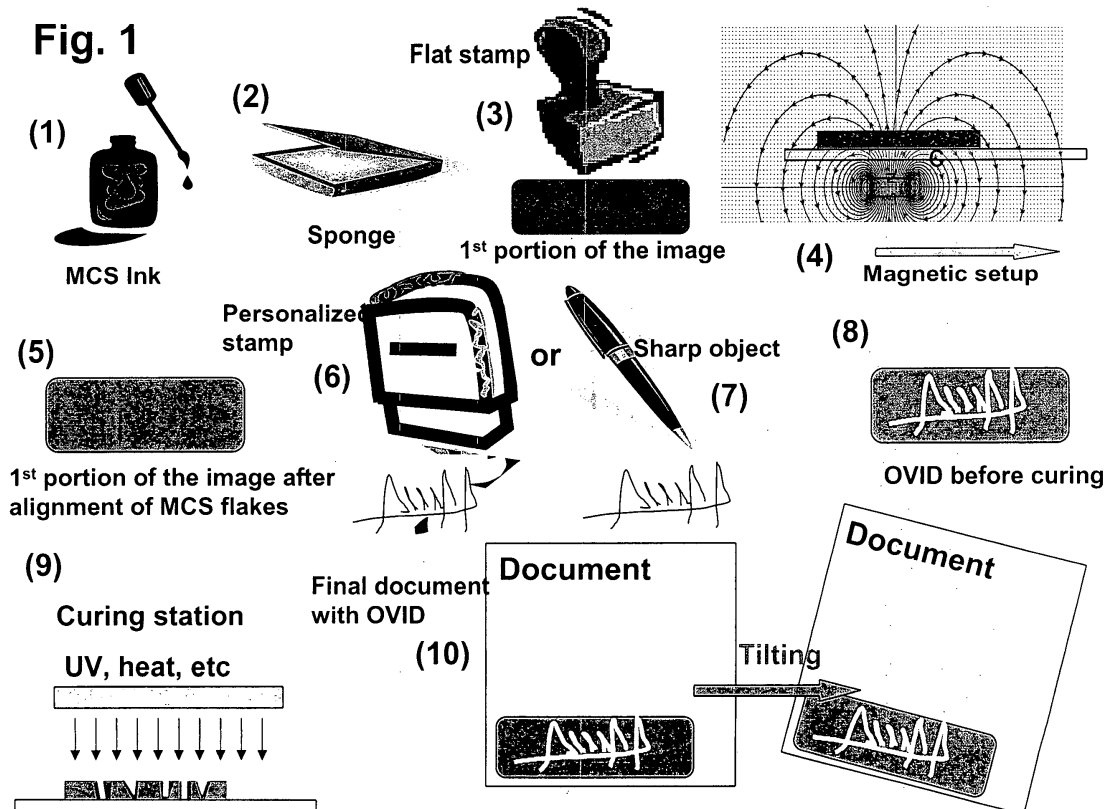 Fig. 1
(1)
MCS Ink
(2)
Sponge
Flat stamp
(3)
1st portion of the image
(4)
Magnetic setup
(5)
1st portion of the image after
alignment of MCS flakes
Personalized
stamp
(6)
or
Sharp object
(7)
(8)
OVID before curing
(9)
Curing station
UV, heat, etc
Final document
with OVID
(10)
Document
Tilting
Document